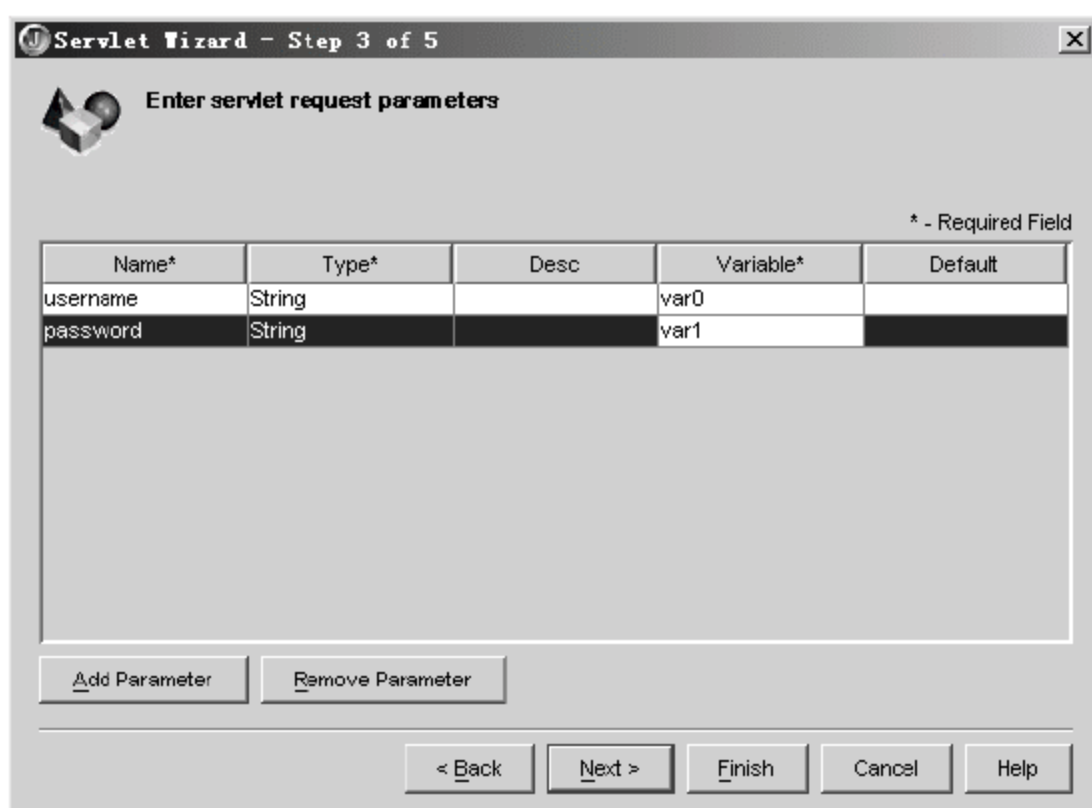 Servlet Wizard - Step 3 of 5
Enter servlet request parameters
* - Required Field
Name* Type* Desc Variable* Default
username String var0
password String var1
Add Parameter Remove Parameter
< Back Next > Finish Cancel Help